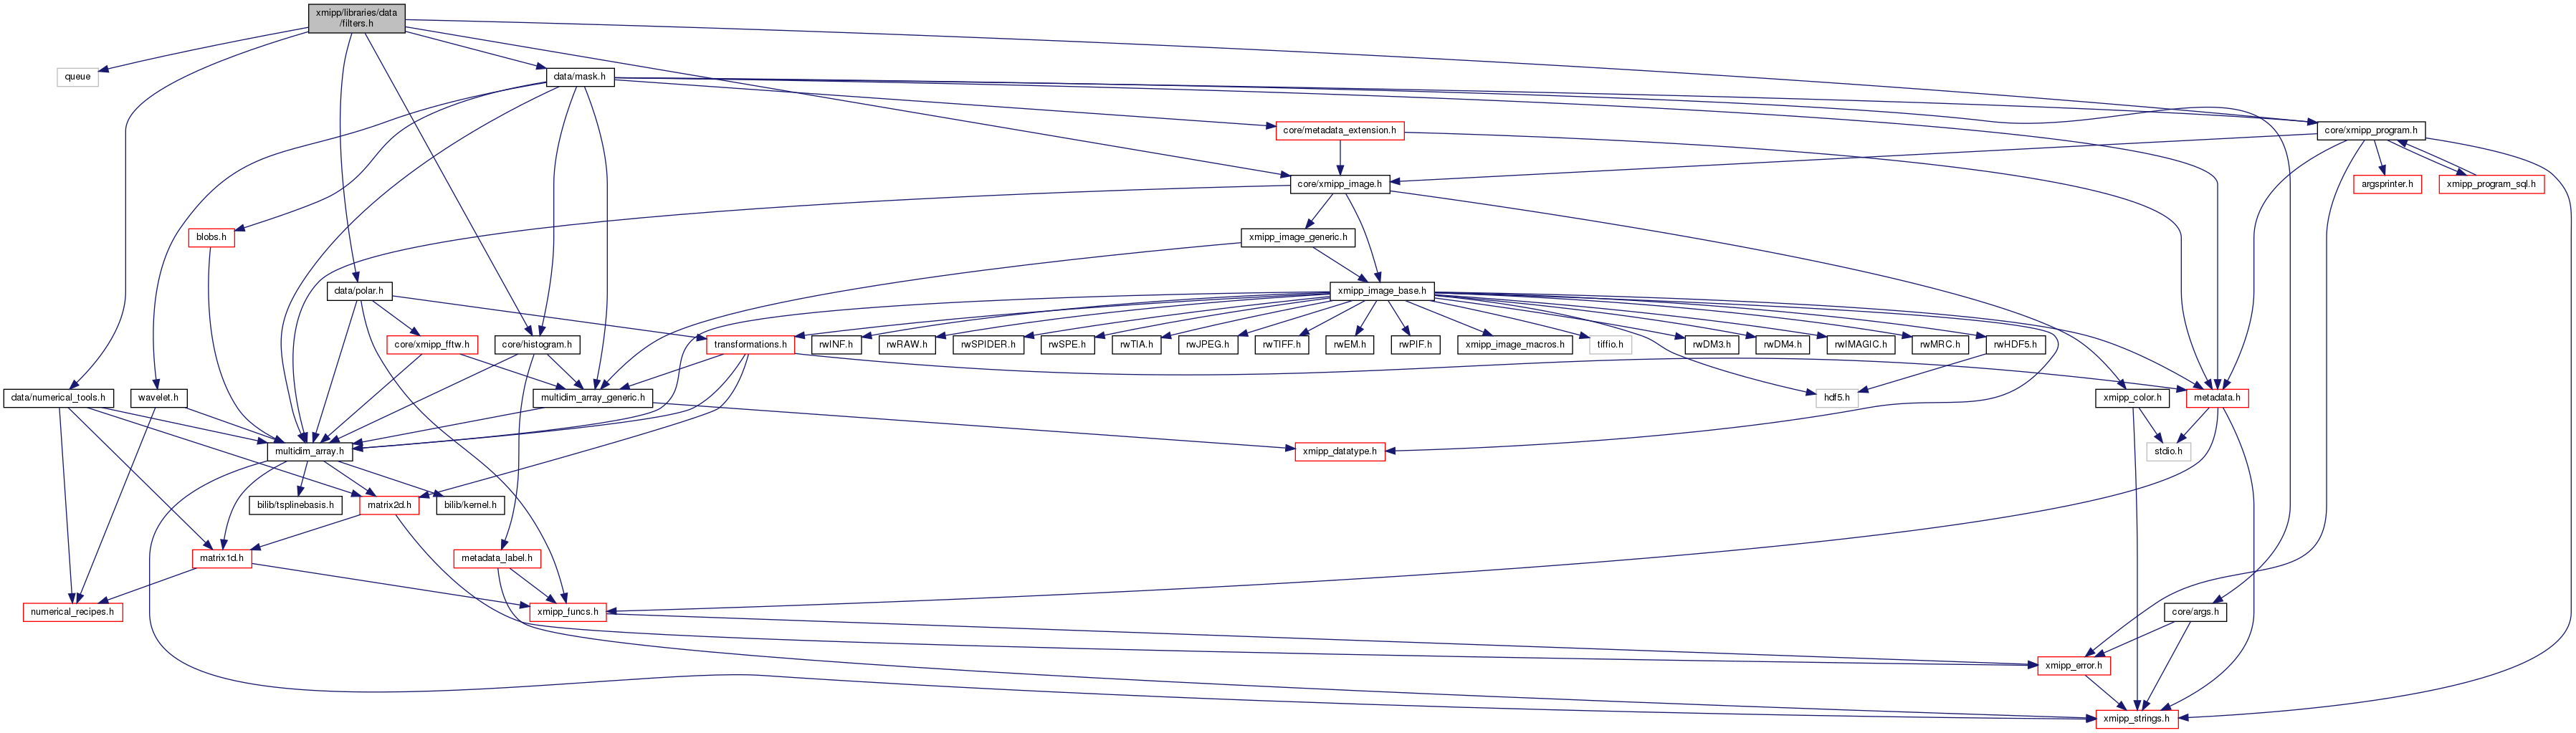 xmipp/libraries/data
/filters.h
queue
data/mask.h
core/metadata_extension.h
core/xmipp_program.h
core/xmipp_image.h
argsprinter.h
xmipp_program_sql.h
blobs.h
xmipp_image_generic.h
data/polar.h
xmipp_image_base.h
core/xmipp_fftw.h
core/histogram.h
transformations.h
rwINF.h
rwRAW.h
rwSPIDER.h
rwSPE.h
rwTIA.h
rwJPEG.h
rwTIFF.h
rwEM.h
rwPIF.h
xmipp_image_macros.h
tiffio.h
rwDM3.h
rwDM4.h
rwIMAGIC.h
rwMRC.h
rwHDF5.h
data/numerical_tools.h
wavelet.h
multidim_array_generic.h
hdf5.h
xmipp_color.h
metadata.h
multidim_array.h
xmipp_datatype.h
stdio.h
bilib/tsplinebasis.h
matrix2d.h
bilib/kernel.h
matrix1d.h
metadata_label.h
numerical_recipes.h
xmipp_funcs.h
core/args.h
xmipp_error.h
xmipp_strings.h